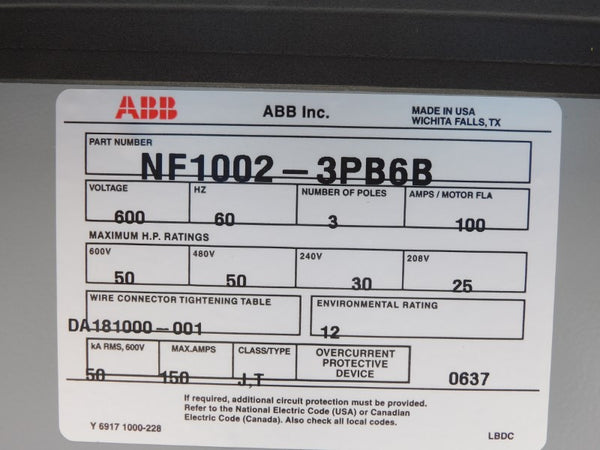 ABB
ABB Inc.
MADE IN USA
WICHITA FALLS, TX
PART NUMBER
NF1002-3PB6B
VOLTAGE HZ NUMBER OF POLES AMPS / MOTOR FLA
600 60 3 100
MAXIMUM H.P. RATINGS
600V 480V 240V 208V
50 50 30 25
WIRE CONNECTOR TIGHTENING TABLE ENVIRONMENTAL RATING
DA181000-001 12
kA RMS, 600V MAX.AMPS CLASS/TYPE OVERCURRENT PROTECTIVE DEVICE
50 150 J,T 0637
If required, additional circuit protection must be provided.
Refer to the National Electric Code (USA) or Canadian
Electric Code (Canada). Also check all local codes.
Y 6917 1000-228 LBDC